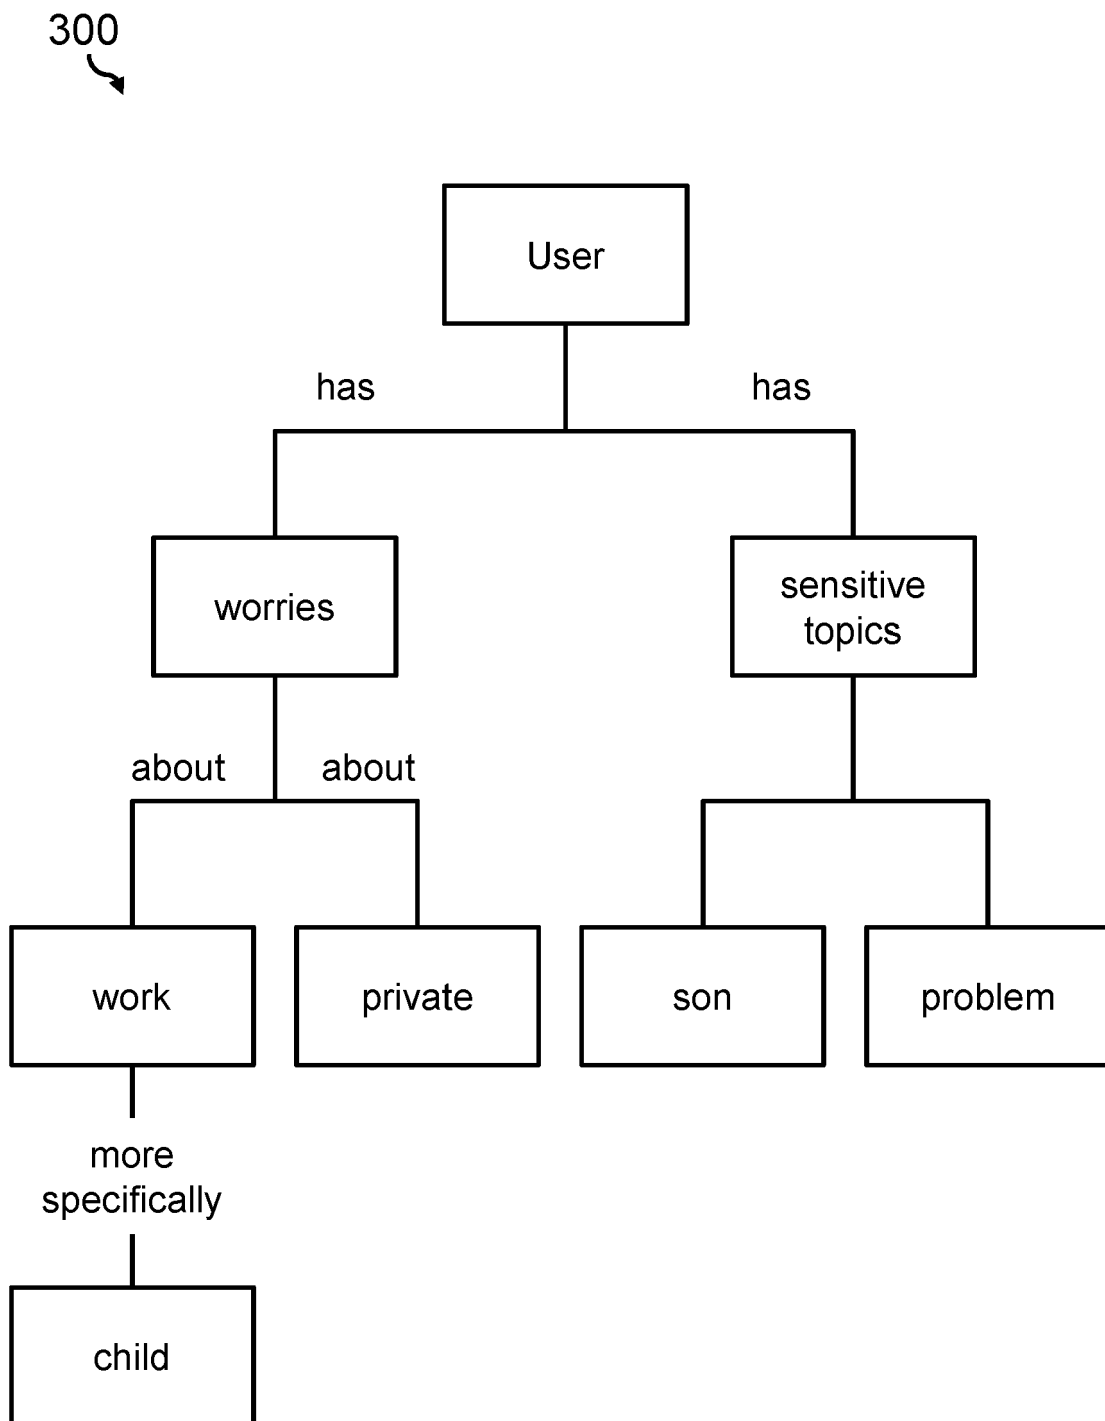 300
User
has
has
worries
sensitive
topics
about
about
work
private
son
problem
more
specifically
child